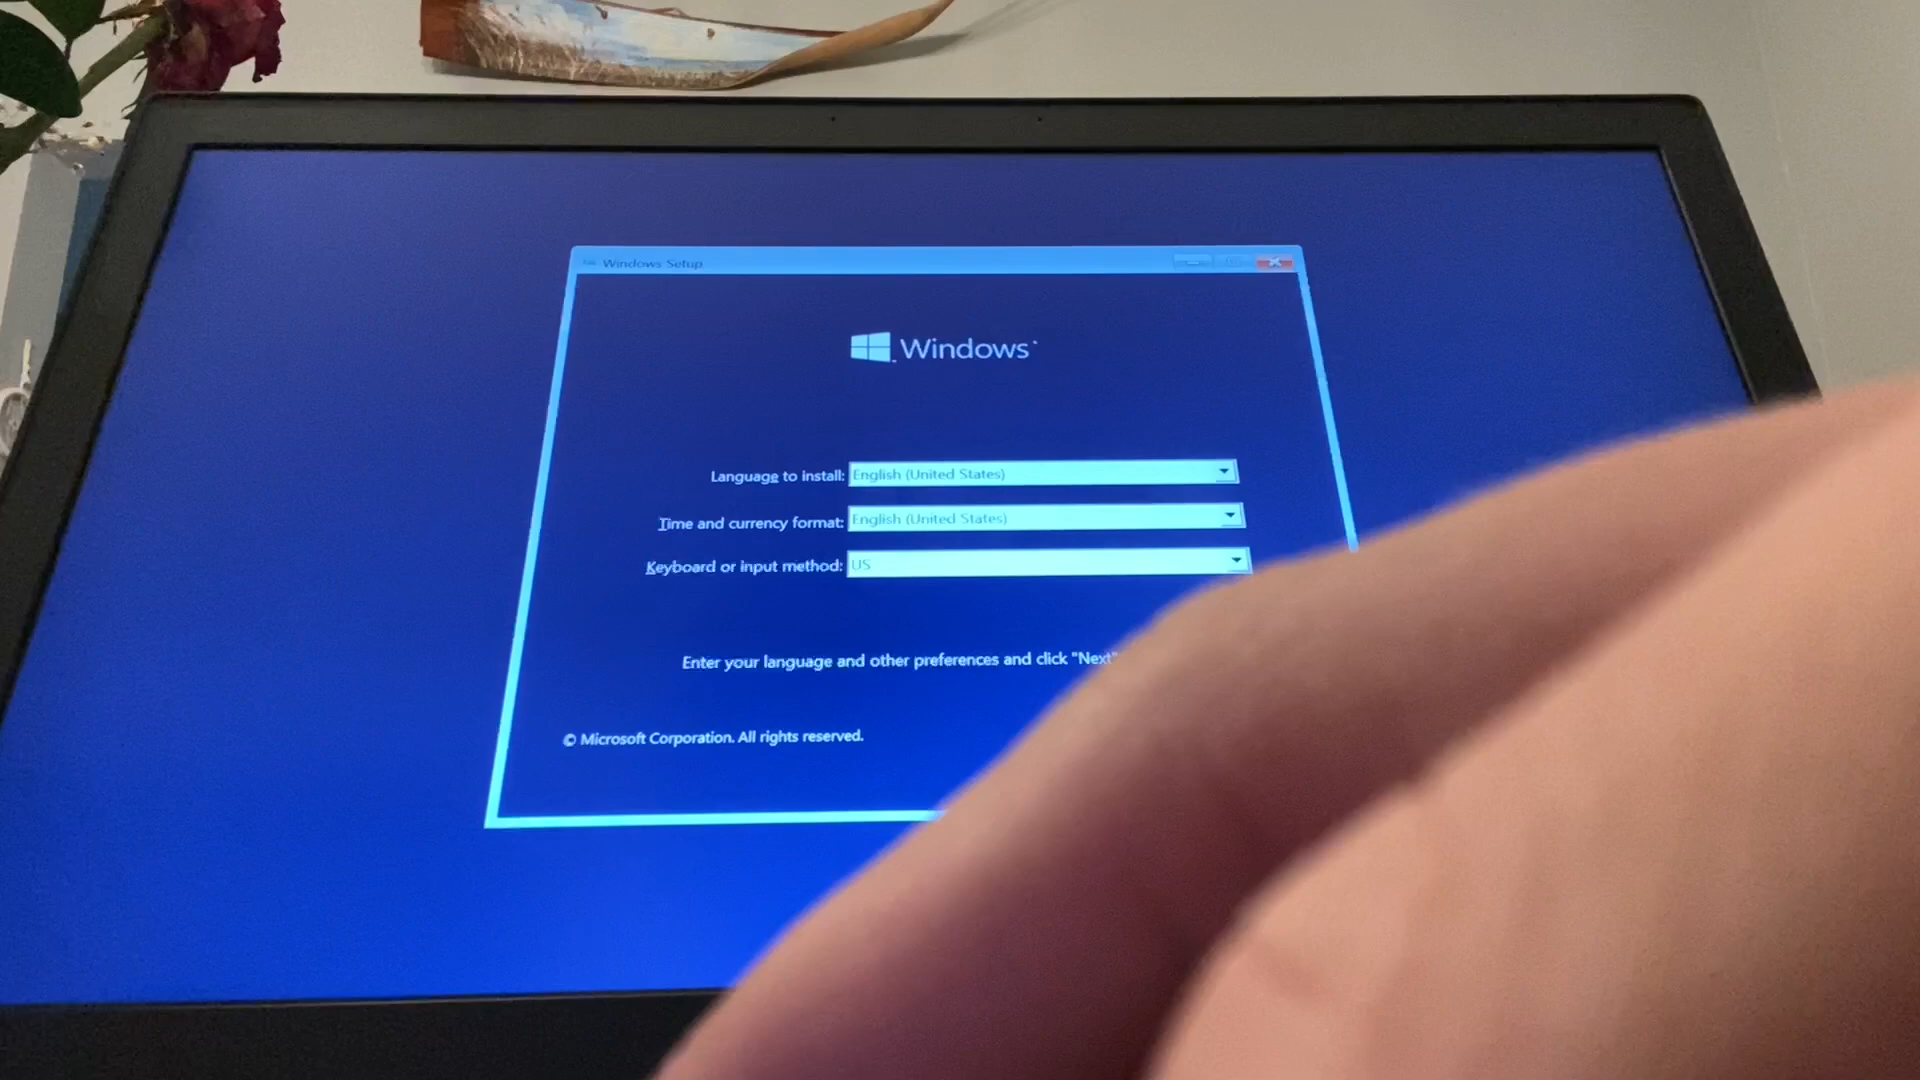 Windows Setup
Windows
Language to install: English (United States)
Time and currency format: English (United States)
Keyboard or input method: US
Enter your language and other preferences and click "Next"
© Microsoft Corporation. All rights reserved.